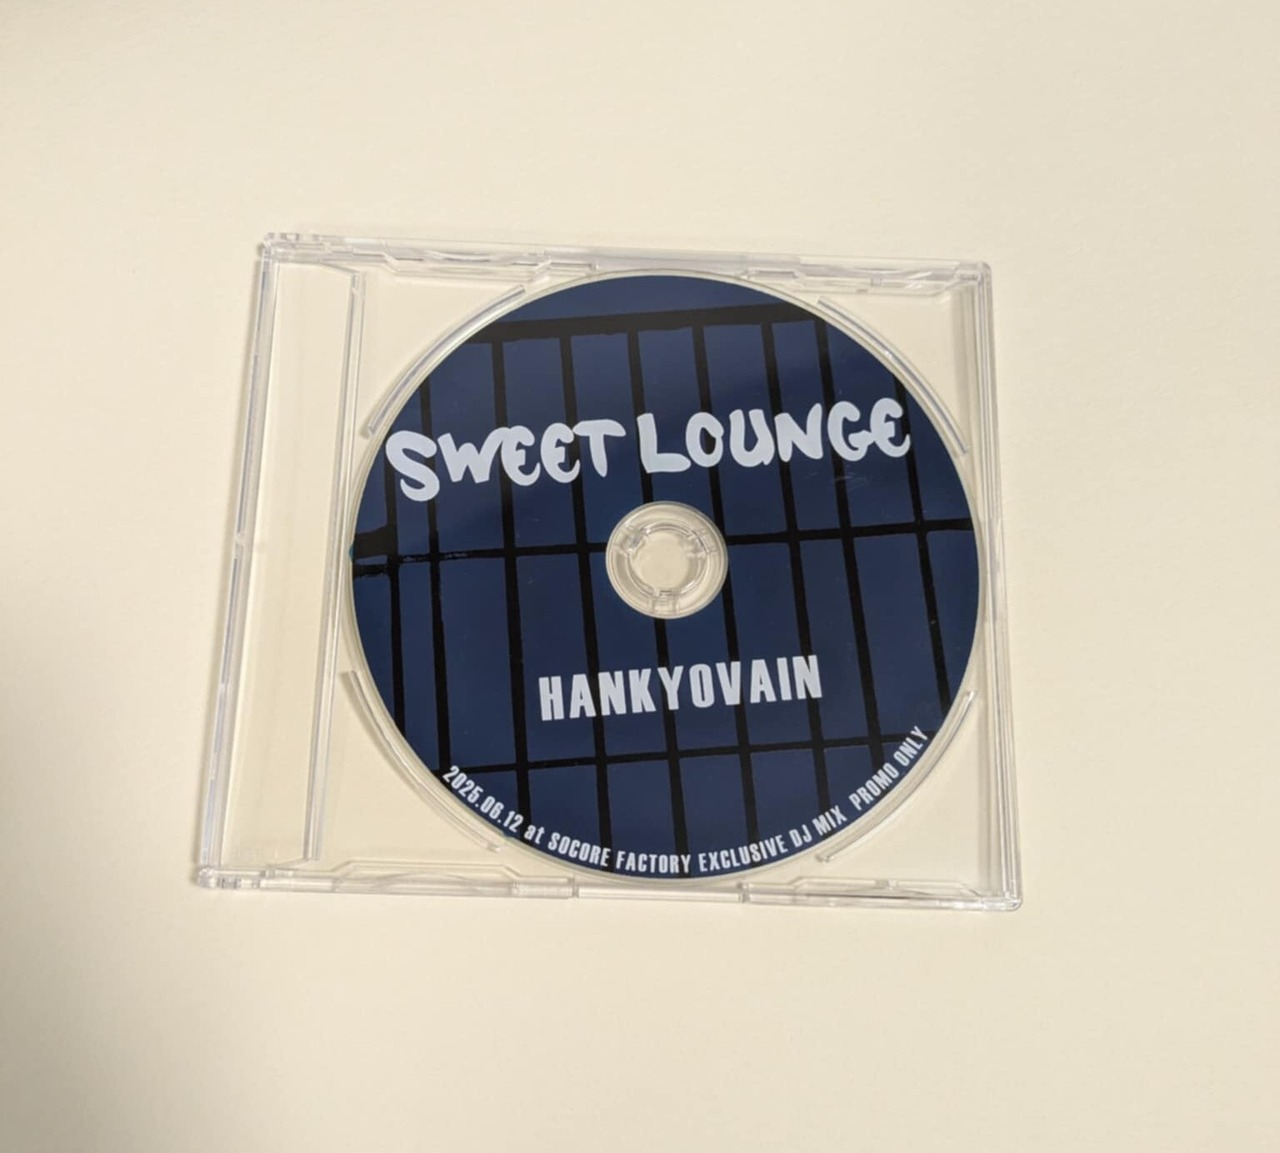 SWEET LOUNGE
HANKYOVAIN
2025.06.12 at SOCORE FACTORY EXCLUSIVE DJ MIX PROMO ONLY